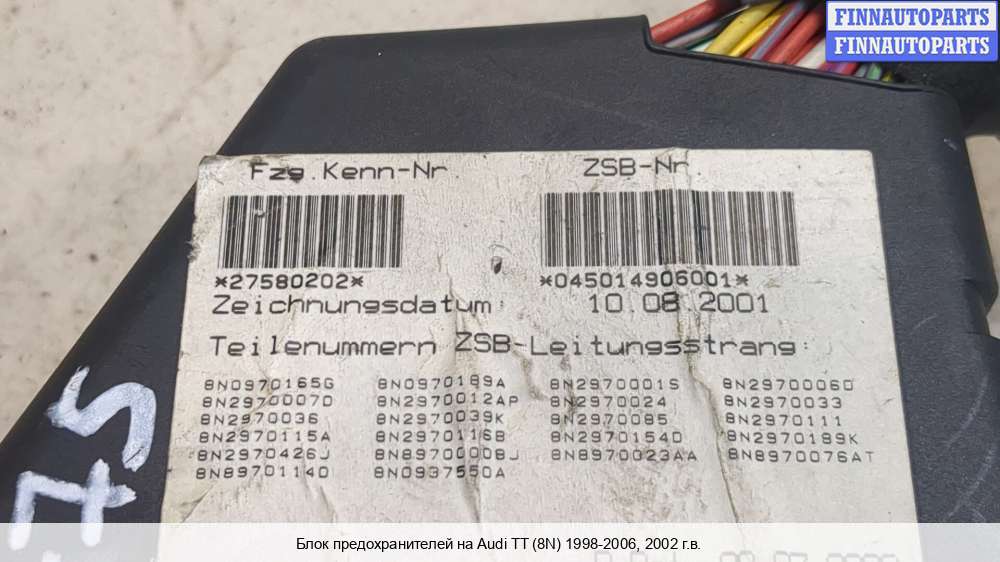 FINNAUTOPARTS
FINNAUTOPARTS
Fzg.Kenn-Nr. ZSB-Nr.
*27580202* *045014906001*
Zeichnungsdatum: 10.08.2001
Teilenummern ZSB-Leitungsstrang:
8N0970165G 8N0970189A 8N2970001S 8N2970006D
8N2970007D 8N2970012AP 8N2970024 8N2970033
8N2970036 8N2970039K 8N2970085 8N2970111
8N2970115A 8N2970116B 8N2970154D 8N2970189K
8N2970426J 8N8970008J 8N8970023AA 8N8970076AT
8N8970114D 8N0937550A
75
Блок предохранителей на Audi TT (8N) 1998-2006, 2002 г.в.